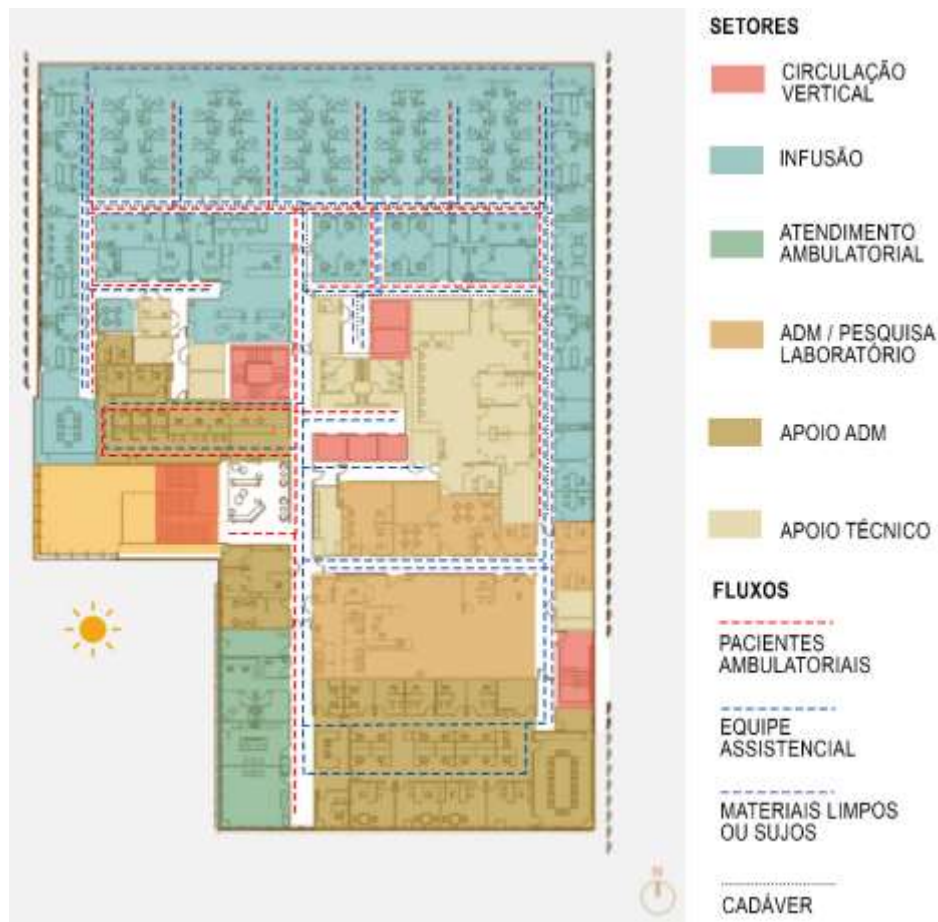 SETORES
CIRCULAÇÃO
VERTICAL
INFUSÃO
ATENDIMENTO
AMBULATORIAL
ADM / PESQUISA
LABORATÓRIO
APOIO ADM
APOIO TÉCNICO
FLUXOS
PACIENTES
AMBULATORIAIS
EQUIPE
ASSISTENCIAL
MATERIAIS LIMPOS
OU SUJOS
CADÁVER
N